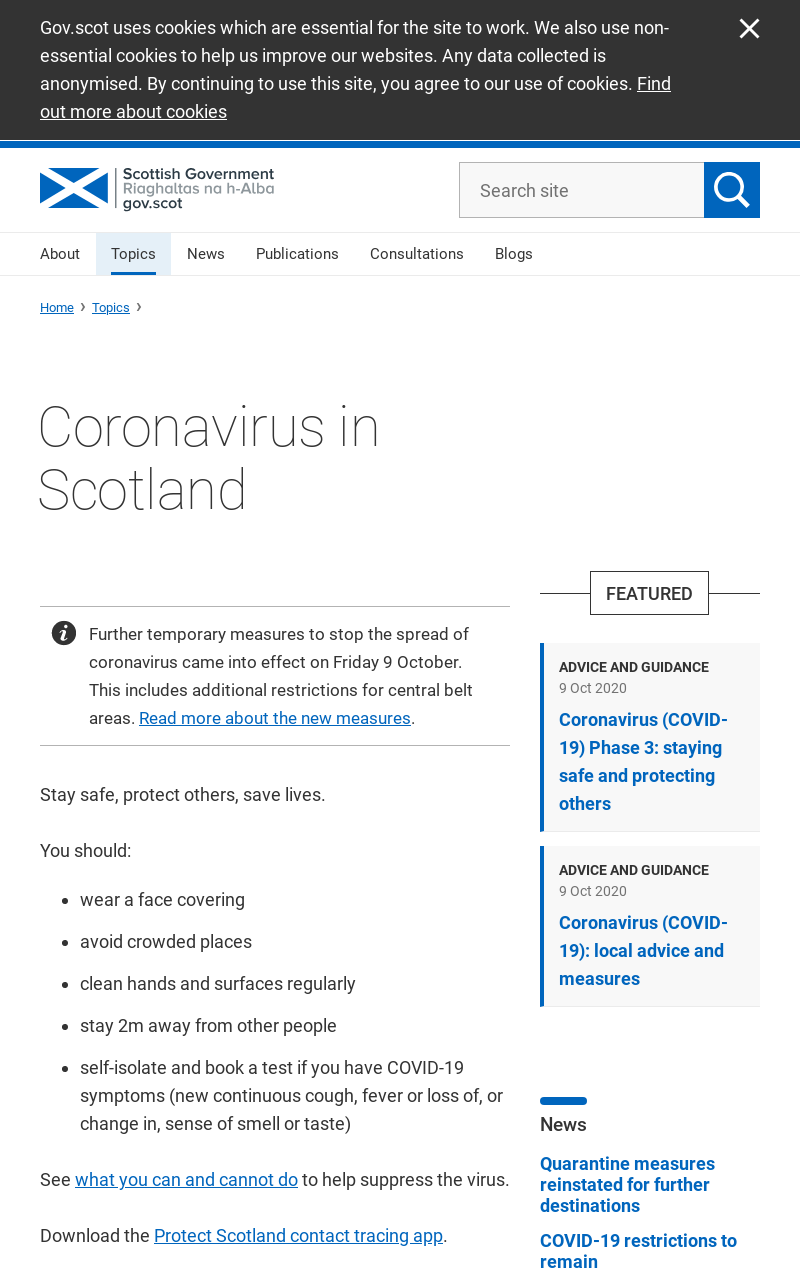 Gov.scot uses cookies which are essential for the site to work. We also use non-
essential cookies to help us improve our websites. Any data collected is
anonymised. By continuing to use this site, you agree to our use of cookies. Find
out more about cookies
Scottish Government
Riaghaltas na h-Alba
gov.scot
Search site
About
Topics
News
Publications
Consultations
Blogs
Home › Topics ›
Coronavirus in
Scotland
Further temporary measures to stop the spread of
coronavirus came into effect on Friday 9 October.
This includes additional restrictions for central belt
areas. Read more about the new measures.
Stay safe, protect others, save lives.
You should:
• wear a face covering
• avoid crowded places
• clean hands and surfaces regularly
• stay 2m away from other people
• self-isolate and book a test if you have COVID-19
symptoms (new continuous cough, fever or loss of, or
change in, sense of smell or taste)
See what you can and cannot do to help suppress the virus.
Download the Protect Scotland contact tracing app.
FEATURED
ADVICE AND GUIDANCE
9 Oct 2020
Coronavirus (COVID-
19) Phase 3: staying
safe and protecting
others
ADVICE AND GUIDANCE
9 Oct 2020
Coronavirus (COVID-
19): local advice and
measures
News
Quarantine measures
reinstated for further
destinations
COVID-19 restrictions to
remain